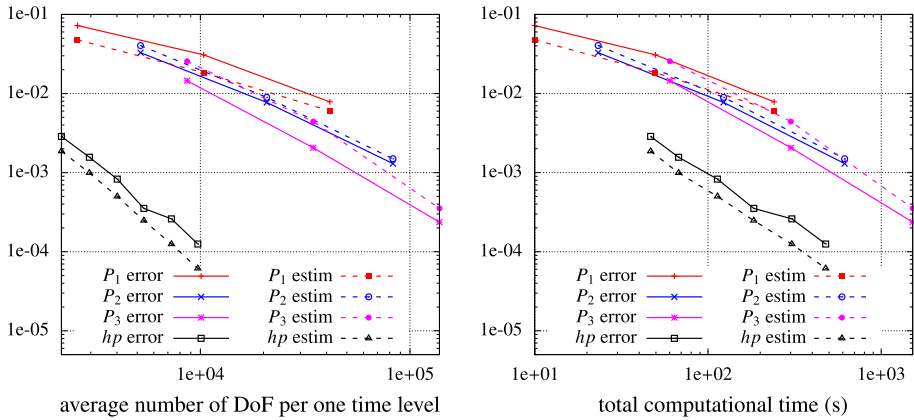 1e-01
1e-02
1e-03
1e-04
1e-05
P1 error
P2 error
P3 error
hp error
P1 estim
P2 estim
P3 estim
hp estim
1e+04
1e+05
average number of DoF per one time level
1e-01
1e-02
1e-03
1e-04
1e-05
P1 error
P2 error
P3 error
hp error
P1 estim
P2 estim
P3 estim
hp estim
1e+01
1e+02
1e+03
total computational time (s)